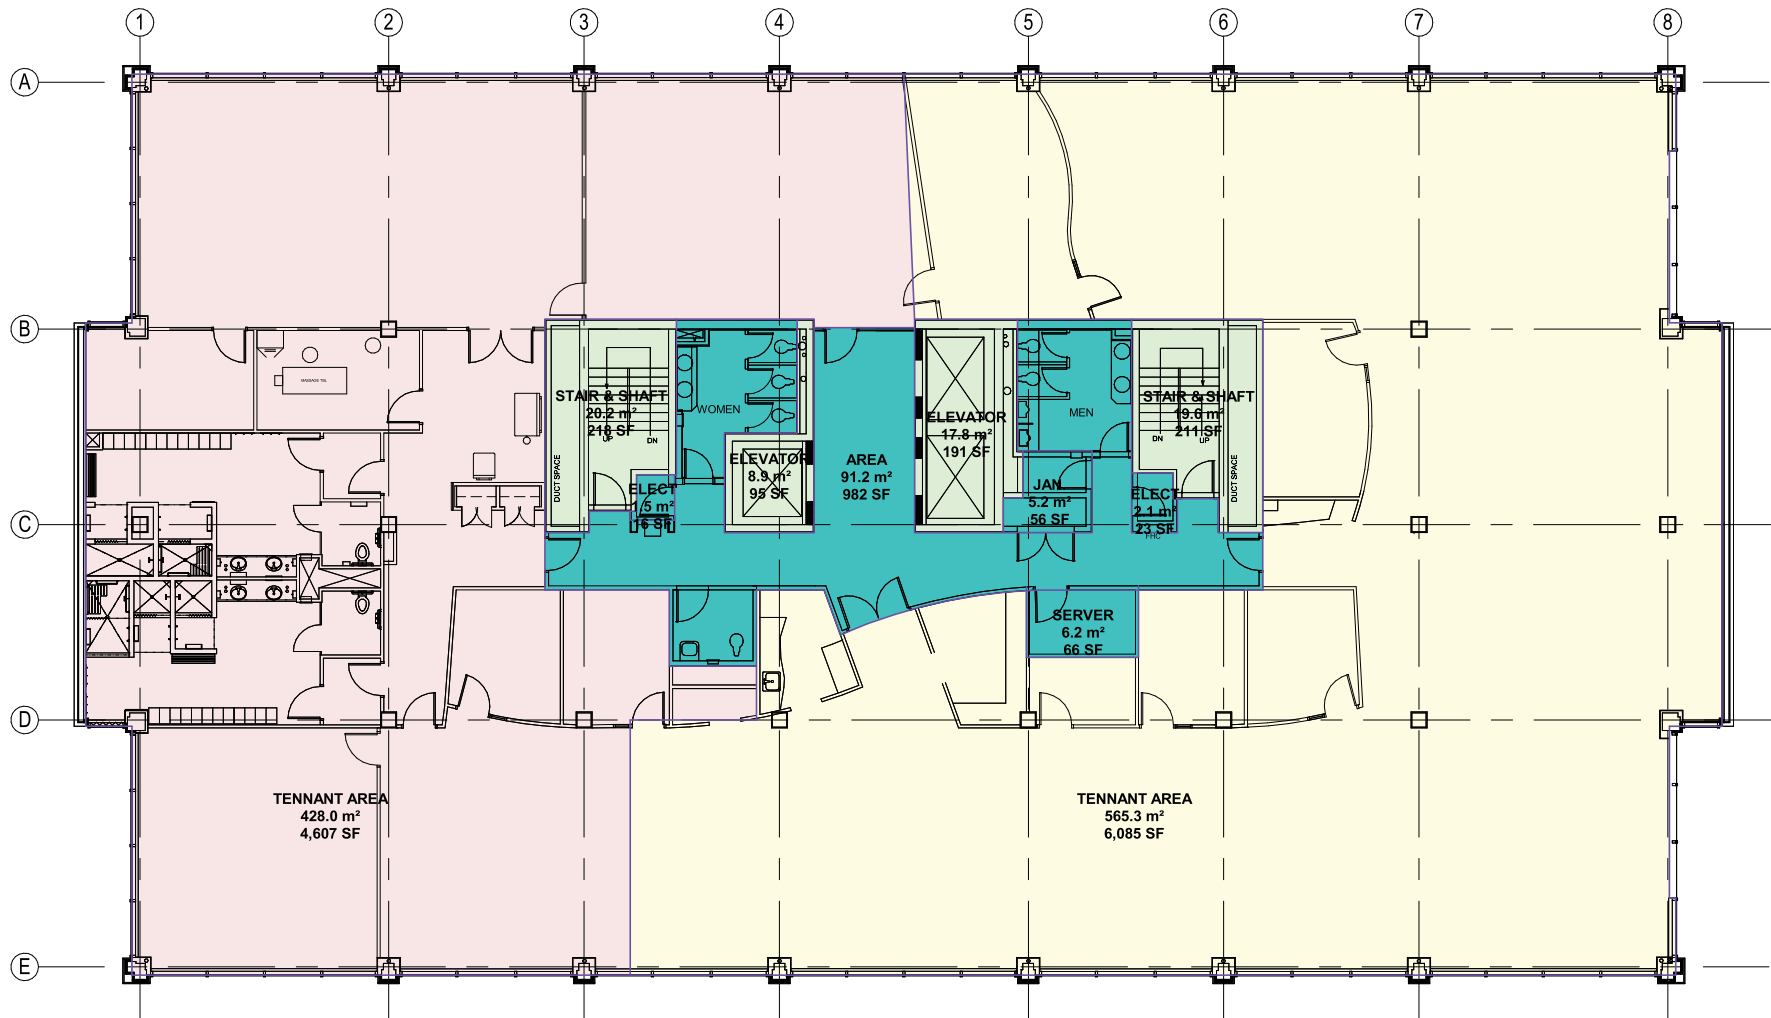 1 2 3 4 5 6 7 8
A
B
MASSAGE TBL
STAIR & SHAFT
20.2 m²
218 SF
UP
DN
DUCT SPACE
WOMEN
ELEVATOR
8.9 m²
95 SF
AREA
91.2 m²
982 SF
ELEVATOR
17.8 m²
191 SF
MEN
STAIR & SHAFT
19.6 m²
211 SF
DN
UP
DUCT SPACE
ELECT
.5 m²
6 SF
JAN
5.2 m²
56 SF
ELECT
2.1 m²
23 SF
FHC
C
SERVER
6.2 m²
66 SF
D
TENNANT AREA
428.0 m²
4,607 SF
TENNANT AREA
565.3 m²
6,085 SF
E